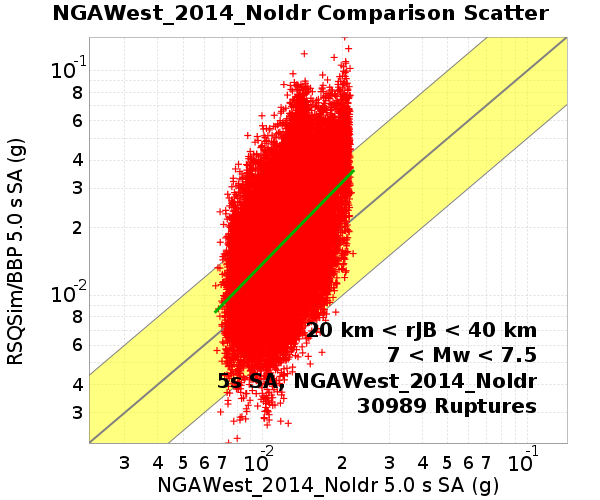 NGAWest_2014_NoIdr Comparison Scatter
RSQSim/BBP 5.0 s SA (g)
10-1
8
6
4
3
2
10-2
8
6
4
3
20 km < rJB < 40 km
7 < Mw < 7.5
5s SA, NGAWest_2014_NoIdr
30989 Ruptures
3 4 5 6 7 10-2 2 3 4 5 6 7 10-1
NGAWest_2014_NoIdr 5.0 s SA (g)